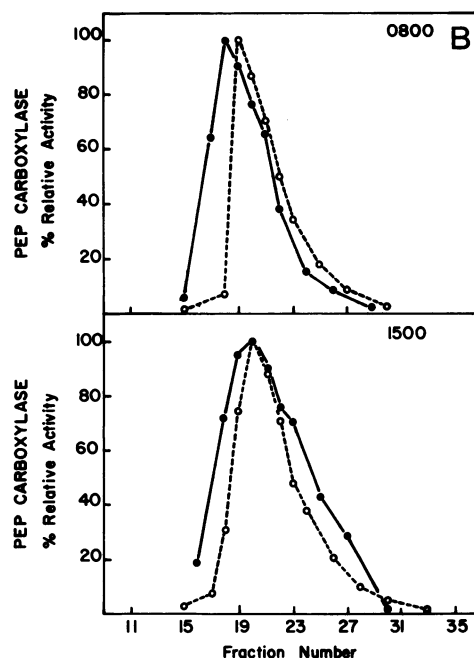 0800 B
PEP CARBOXYLASE
% Relative Activity
100
80
60
40
20
1500
PEP CARBOXYLASE
% Relative Activity
100
80
60
40
20
11 15 19 23 27 31 35
Fraction Number